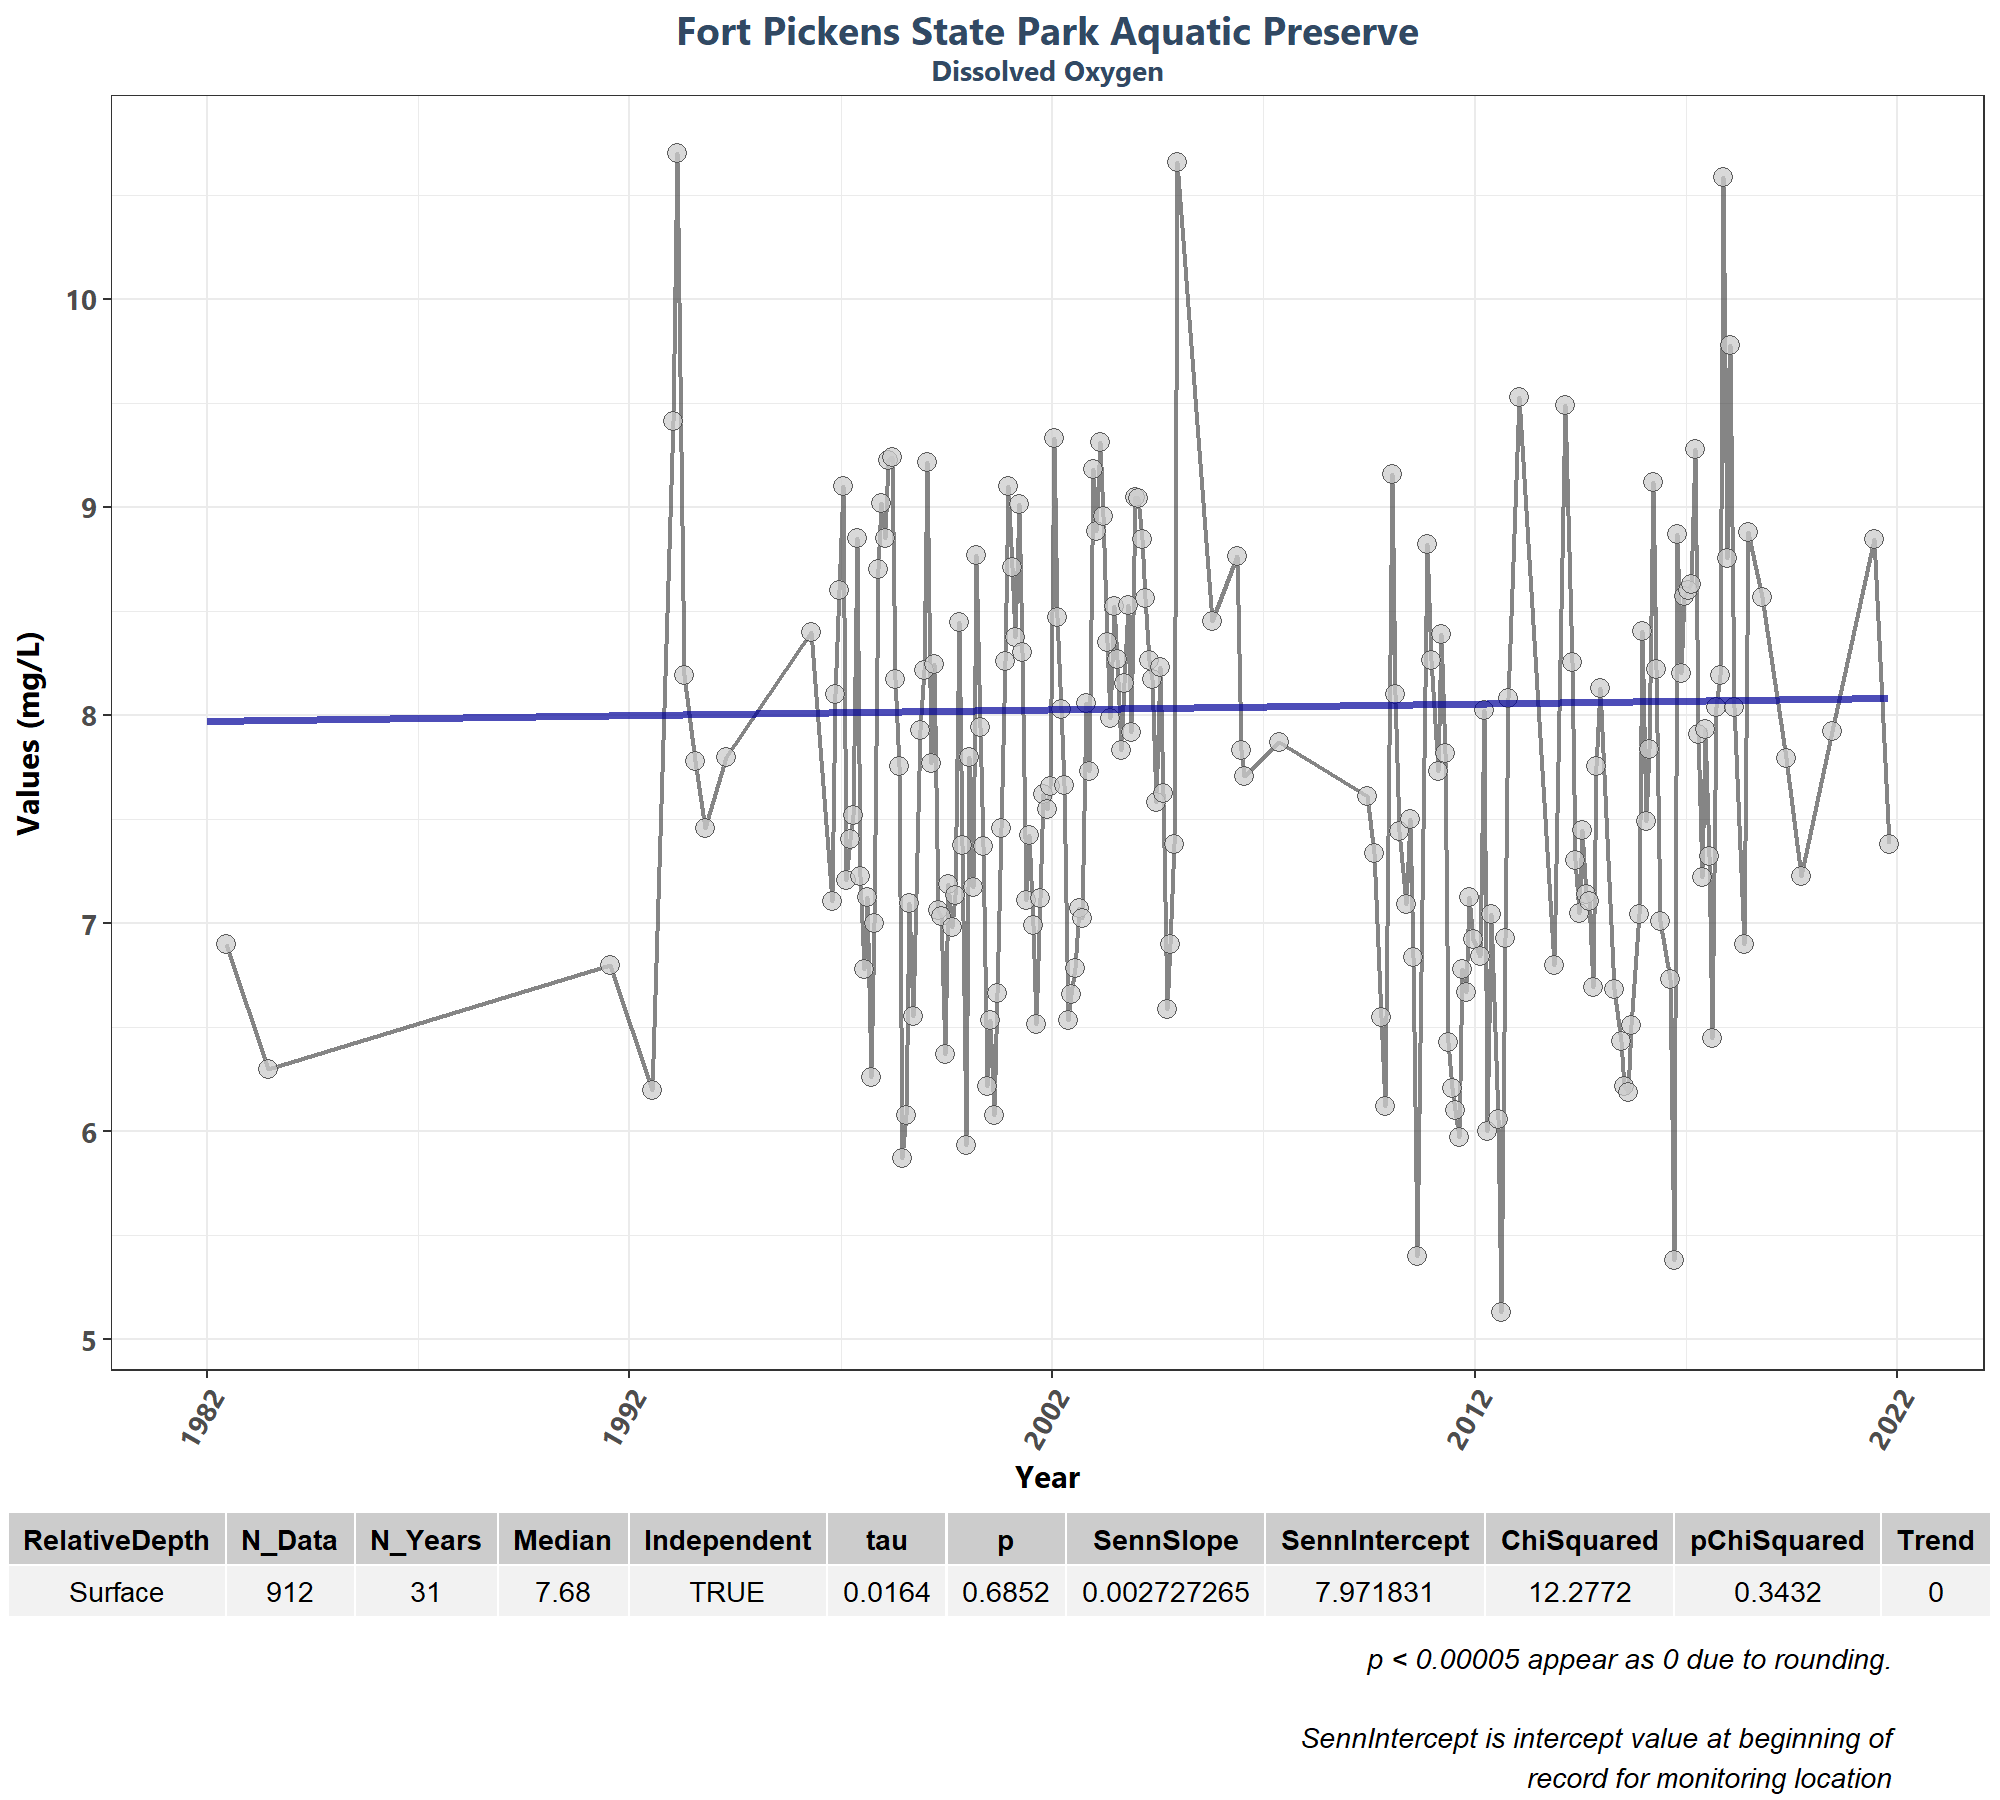 Fort Pickens State Park Aquatic Preserve
Dissolved Oxygen
Values (mg/L)
10
9
8
7
6
5
1982 1992 2002 2012 2022
Year
RelativeDepth N_Data N_Years Median Independent tau p SennSlope SennIntercept ChiSquared pChiSquared Trend
Surface 912 31 7.68 TRUE 0.0164 0.6852 0.002727265 7.971831 12.2772 0.3432 0
p < 0.00005 appear as 0 due to rounding.
SennIntercept is intercept value at beginning of
record for monitoring location